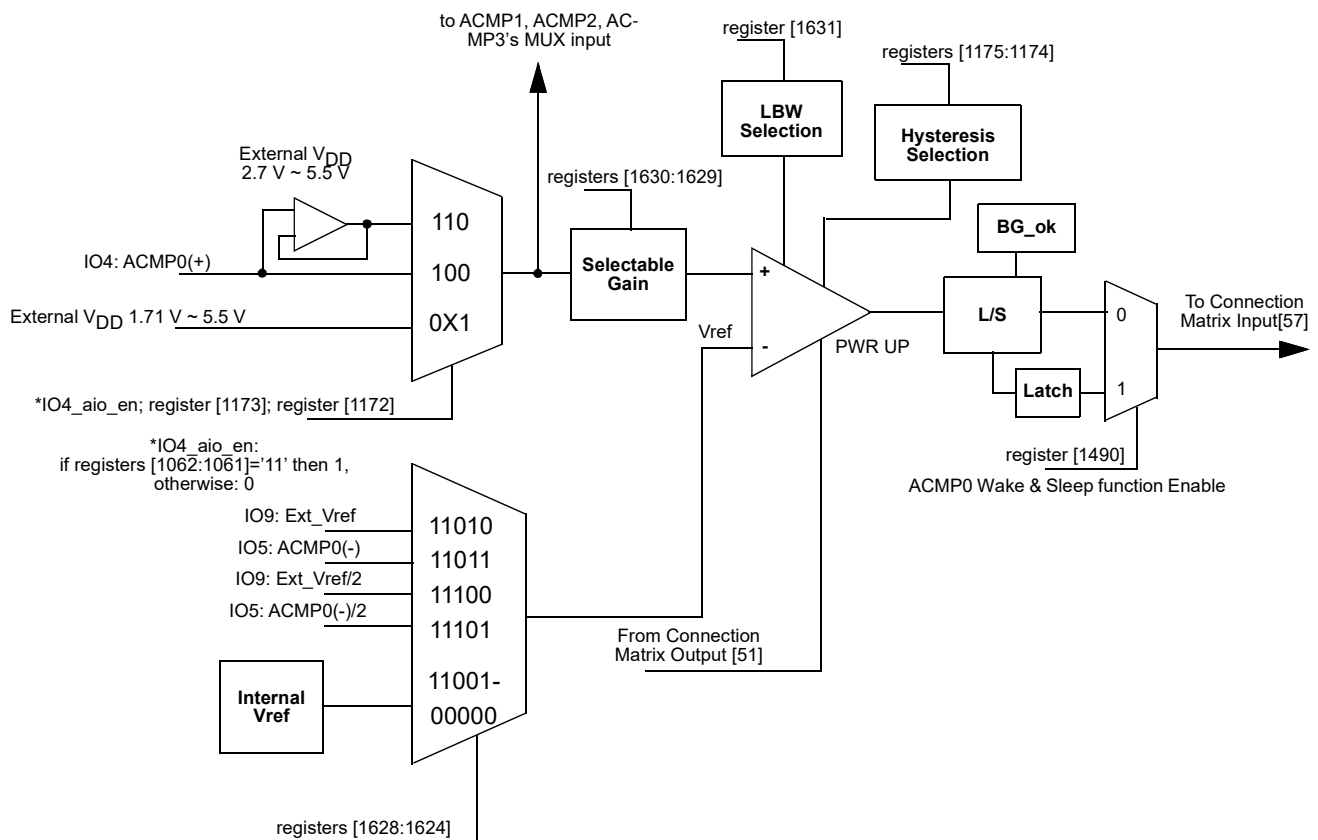 to ACMP1, ACMP2, AC-
MP3's MUX input
register [1631]
registers [1175:1174]
LBW
Selection
Hysteresis
Selection
External VDD
2.7 V ~ 5.5 V
registers [1630:1629]
110
BG_ok
IO4: ACMP0(+)
100
Selectable
Gain
+
To Connection
Matrix Input[57]
External VDD 1.71 V ~ 5.5 V
0X1
L/S
0
Vref
-
PWR UP
Latch
1
*IO4_aio_en; register [1173]; register [1172]
*IO4_aio_en:
if registers [1062:1061]='11' then 1,
otherwise: 0
register [1490]
ACMP0 Wake & Sleep function Enable
IO9: Ext_Vref
11010
IO5: ACMP0(-)
11011
IO9: Ext_Vref/2
11100
IO5: ACMP0(-)/2
11101
From Connection
Matrix Output [51]
Internal
Vref
11001-
00000
registers [1628:1624]